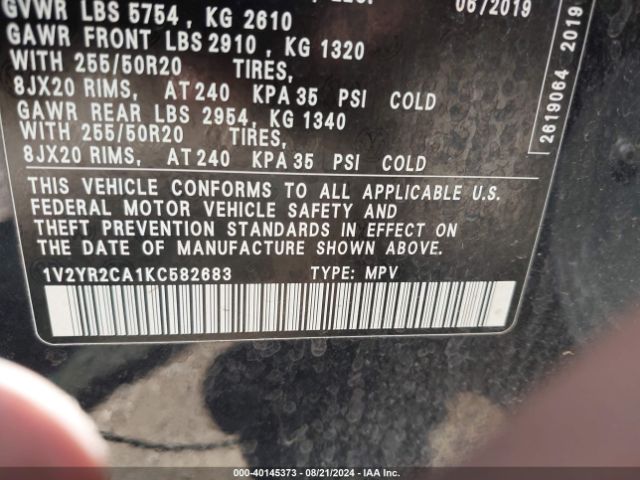 06/2019
GVWR LBS 5754 , KG 2610
GAWR FRONT LBS 2910 , KG 1320
WITH 255/50R20 TIRES,
8JX20 RIMS, AT 240 KPA 35 PSI COLD
GAWR REAR LBS 2954, KG 1340
WITH 255/50R20 TIRES,
8JX20 RIMS, AT 240 KPA 35 PSI COLD
THIS VEHICLE CONFORMS TO ALL APPLICABLE U.S.
FEDERAL MOTOR VEHICLE SAFETY AND
THEFT PREVENTION STANDARDS IN EFFECT ON
THE DATE OF MANUFACTURE SHOWN ABOVE.
1V2YR2CA1KC582683 TYPE: MPV
2619064 2019
000-40145373 - 08/21/2024 - IAA Inc.